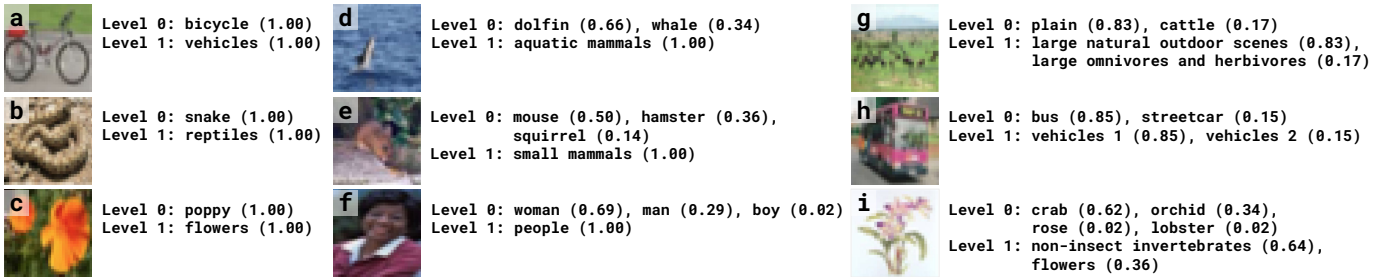 a
Level 0: bicycle (1.00)
Level 1: vehicles (1.00)
b
Level 0: snake (1.00)
Level 1: reptiles (1.00)
c
Level 0: poppy (1.00)
Level 1: flowers (1.00)
d
Level 0: dolfin (0.66), whale (0.34)
Level 1: aquatic mammals (1.00)
e
Level 0: mouse (0.50), hamster (0.36),
squirrel (0.14)
Level 1: small mammals (1.00)
f
Level 0: woman (0.69), man (0.29), boy (0.02)
Level 1: people (1.00)
g
Level 0: plain (0.83), cattle (0.17)
Level 1: large natural outdoor scenes (0.83),
large omnivores and herbivores (0.17)
h
Level 0: bus (0.85), streetcar (0.15)
Level 1: vehicles 1 (0.85), vehicles 2 (0.15)
i
Level 0: crab (0.62), orchid (0.34),
rose (0.02), lobster (0.02)
Level 1: non-insect invertebrates (0.64),
flowers (0.36)